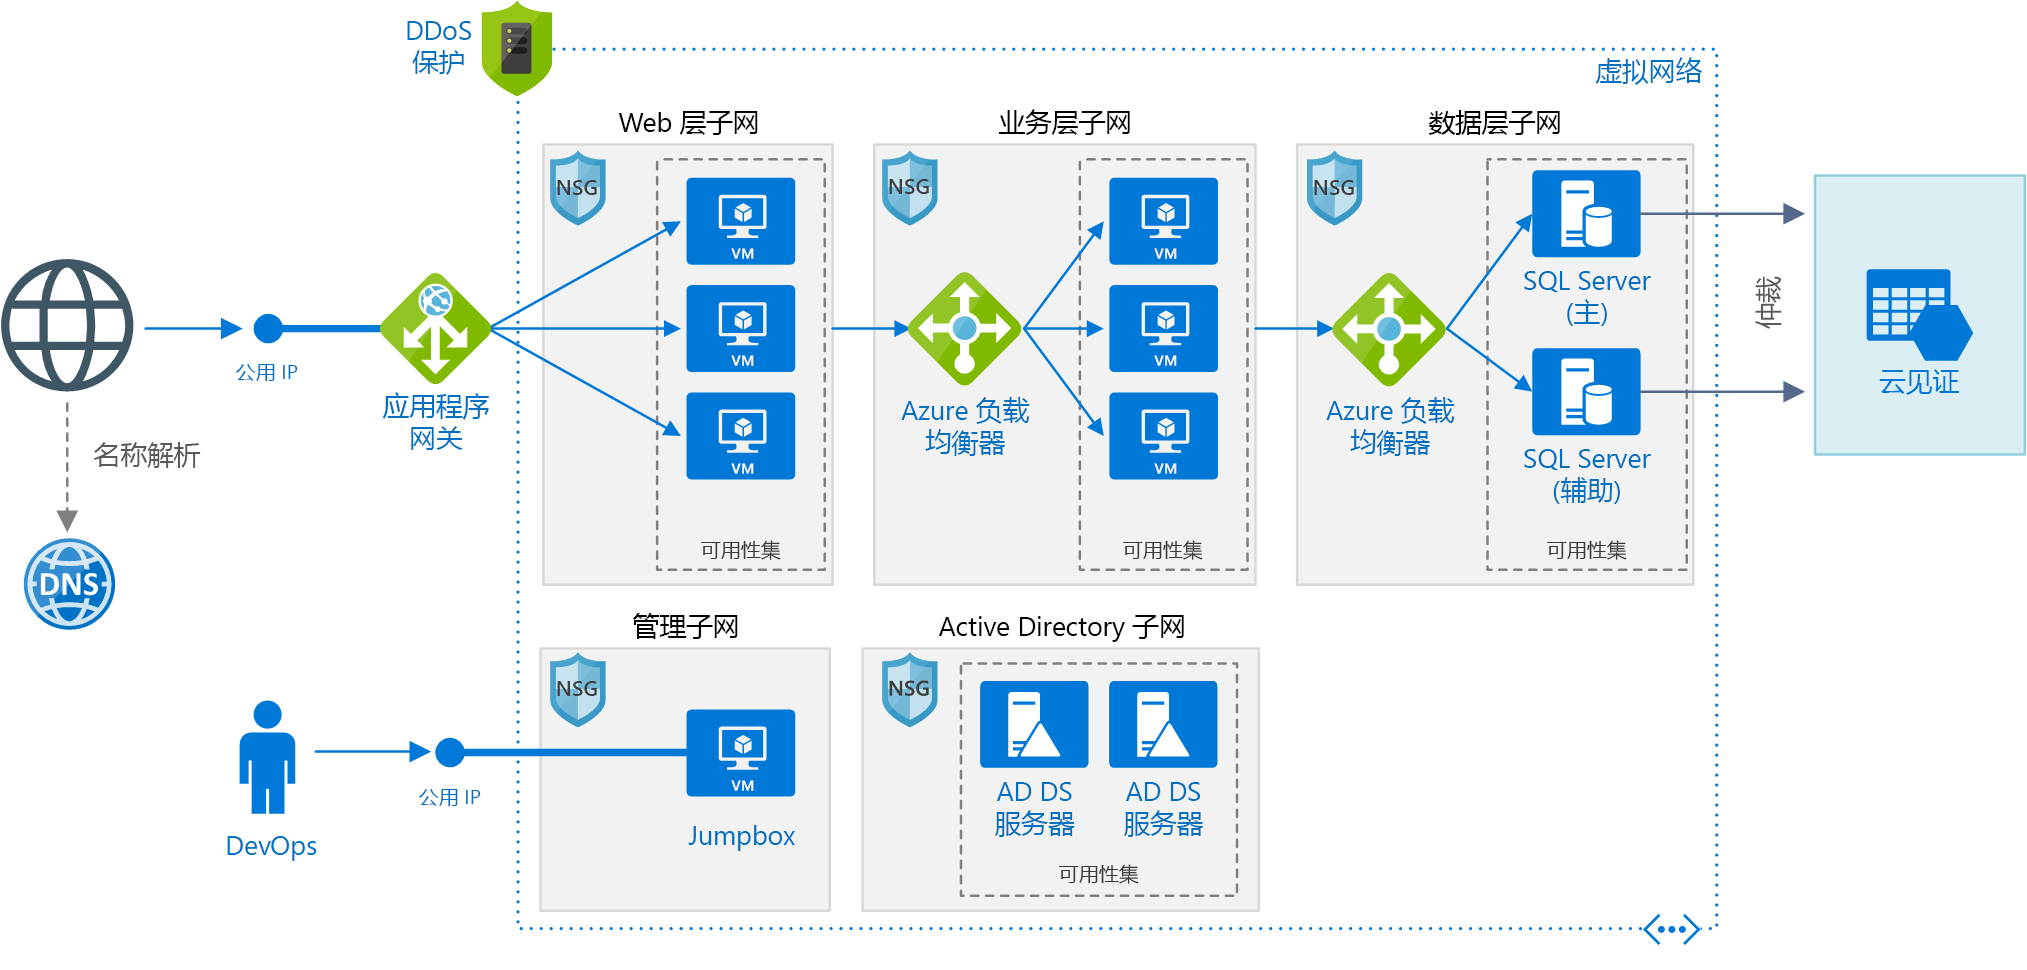 DDoS
保护
虚拟网络
Web 层子网
业务层子网
数据层子网
NSG
NSG
NSG
VM
VM
VM
VM
VM
VM
SQL Server
(主)
SQL Server
(辅助)
仲裁
云见证
公用 IP
应用程序
网关
Azure 负载
均衡器
Azure 负载
均衡器
名称解析
可用性集
可用性集
可用性集
DNS
管理子网
Active Directory 子网
NSG
NSG
VM
Jumpbox
公用 IP
DevOps
AD DS
服务器
AD DS
服务器
可用性集